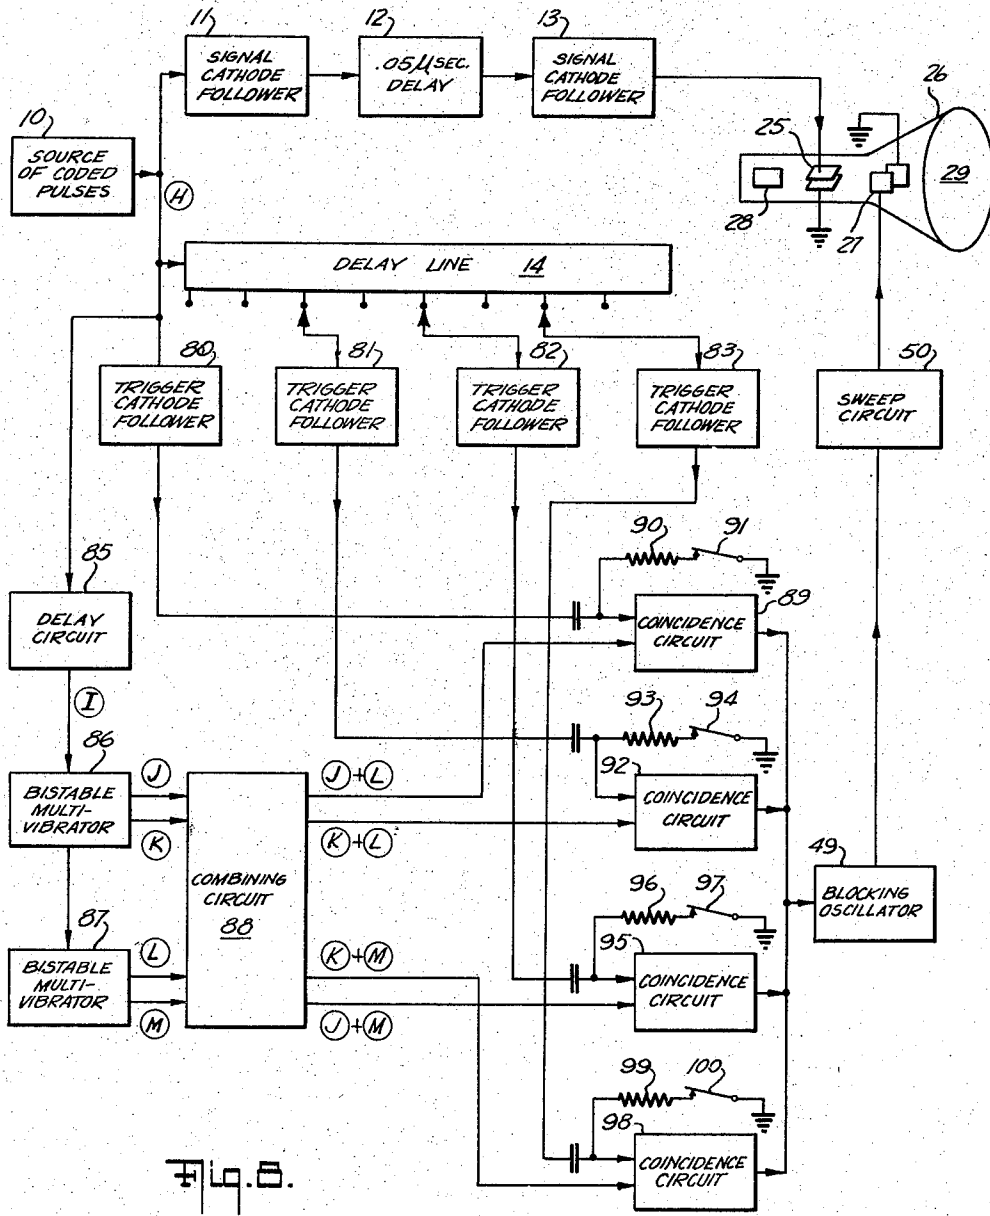 11
12
13
SIGNAL
CATHODE
FOLLOWER
.05μ SEC.
DELAY
SIGNAL
CATHODE
FOLLOWER
10
SOURCE
OF CODED
PULSES
H
25
26
27
28
29
DELAY LINE 14
80
81
82
83
50
TRIGGER
CATHODE
FOLLOWER
TRIGGER
CATHODE
FOLLOWER
TRIGGER
CATHODE
FOLLOWER
TRIGGER
CATHODE
FOLLOWER
SWEEP
CIRCUIT
90
91
85
89
DELAY
CIRCUIT
COINCIDENCE
CIRCUIT
I
93
94
86
92
BISTABLE
MULTI-
VIBRATOR
J
K
J+L
K+L
COINCIDENCE
CIRCUIT
COMBINING
CIRCUIT
88
49
BLOCKING
OSCILLATOR
96
97
87
95
BISTABLE
MULTI-
VIBRATOR
L
M
K+M
J+M
COINCIDENCE
CIRCUIT
99
100
98
COINCIDENCE
CIRCUIT
Fig. 8.